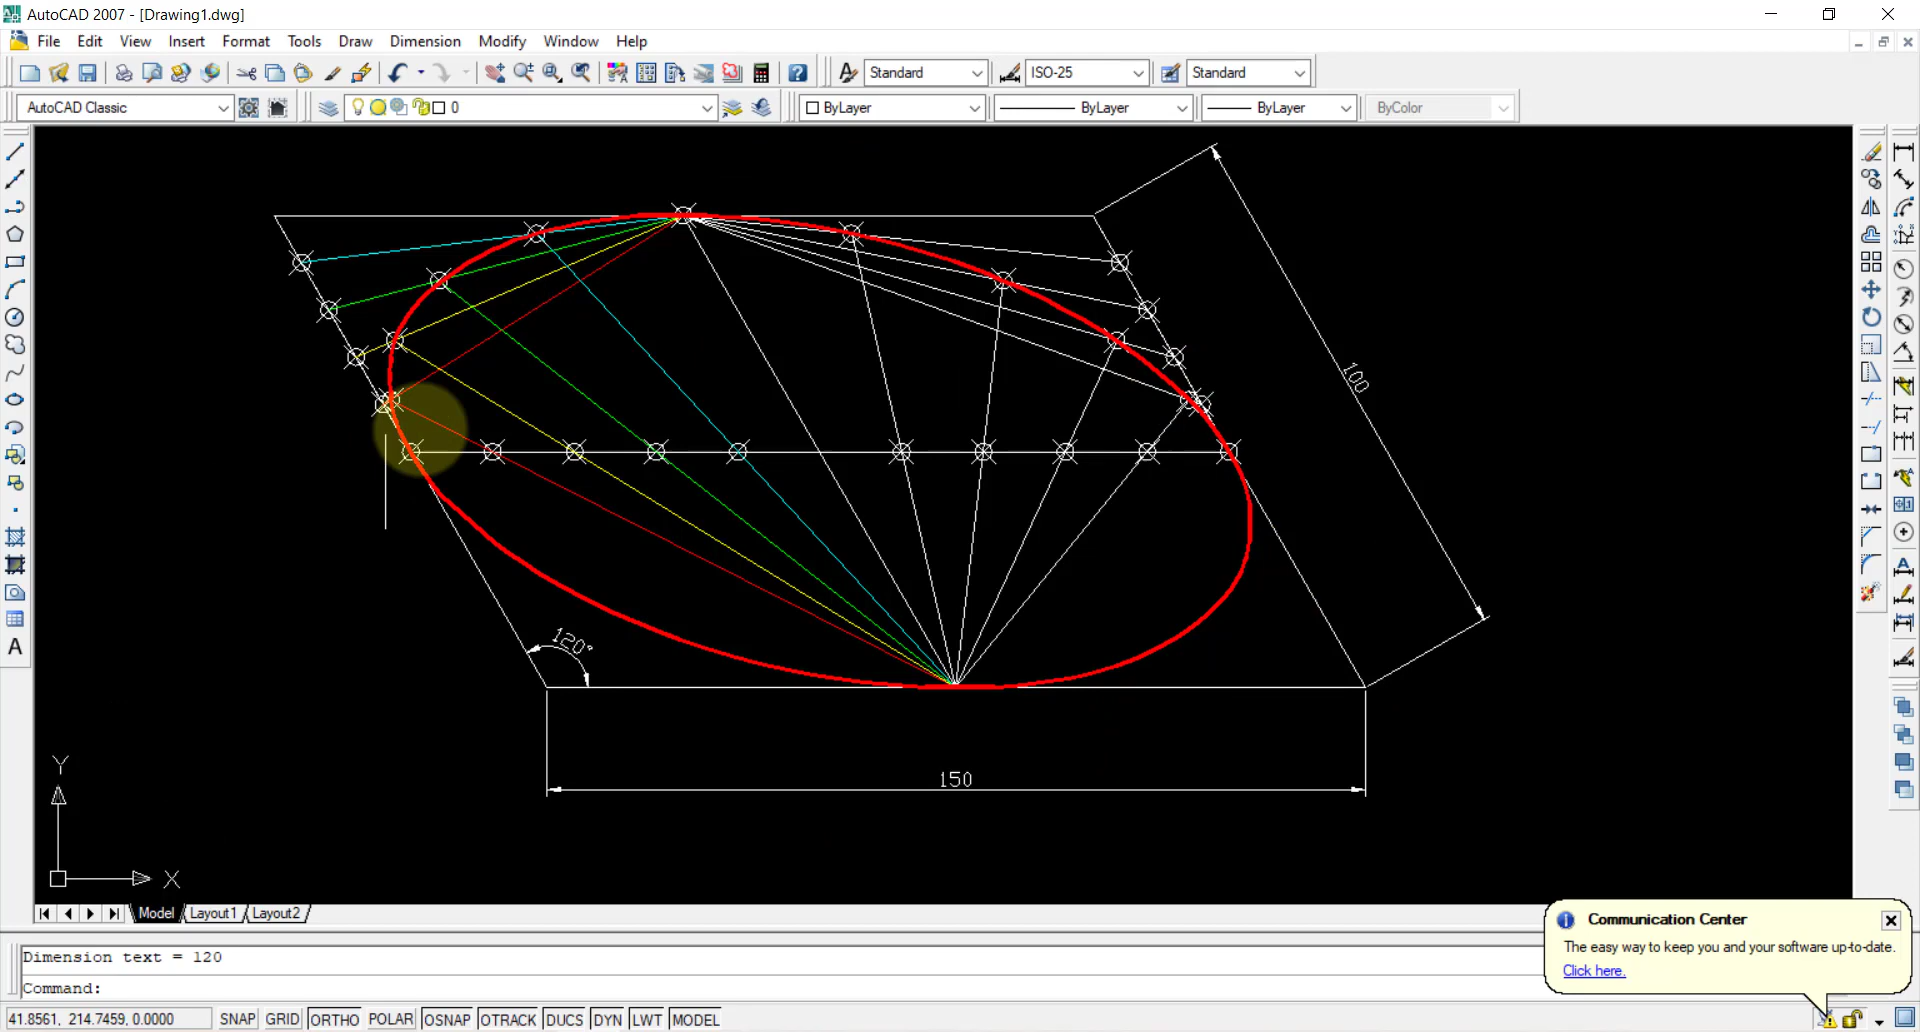 AutoCAD 2007 - [Drawing1.dwg]
File Edit View Insert Format Tools Draw Dimension Modify Window Help
Standard ISO-25 Standard
AutoCAD Classic 0 ByLayer ByLayer ByLayer ByColor
100
120°
150
Y
X
Model Layout1 Layout2
Communication Center
The easy way to keep you and your software up-to-date.
Click here.
Dimension text = 120
Command:
41.8561, 214.7459, 0.0000 SNAP GRID ORTHO POLAR OSNAP OTRACK DUCS DYN LWT MODEL